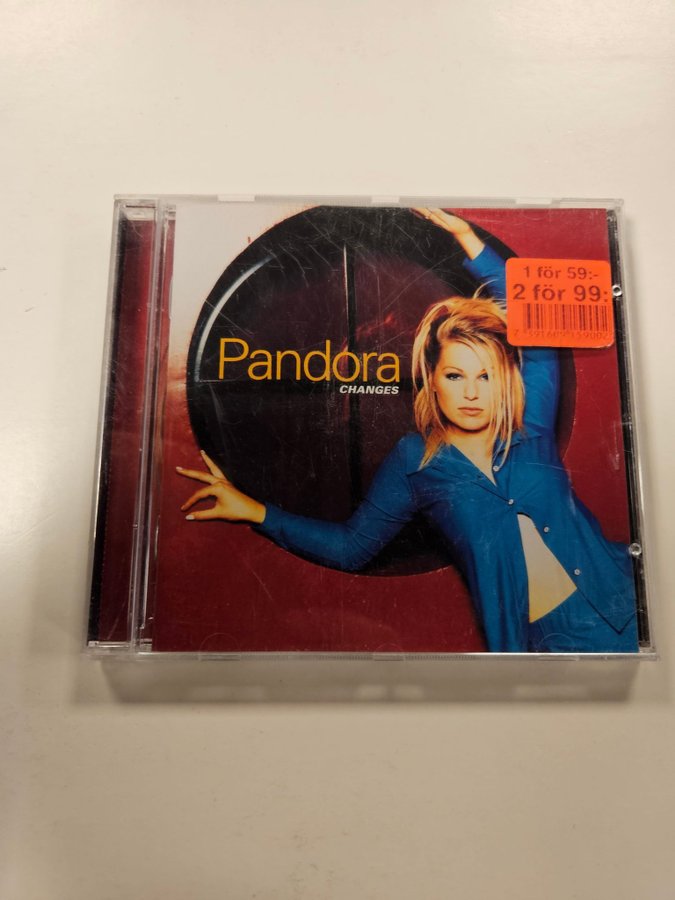 1 för 59:-
2 för 99:
Pandora
CHANGES